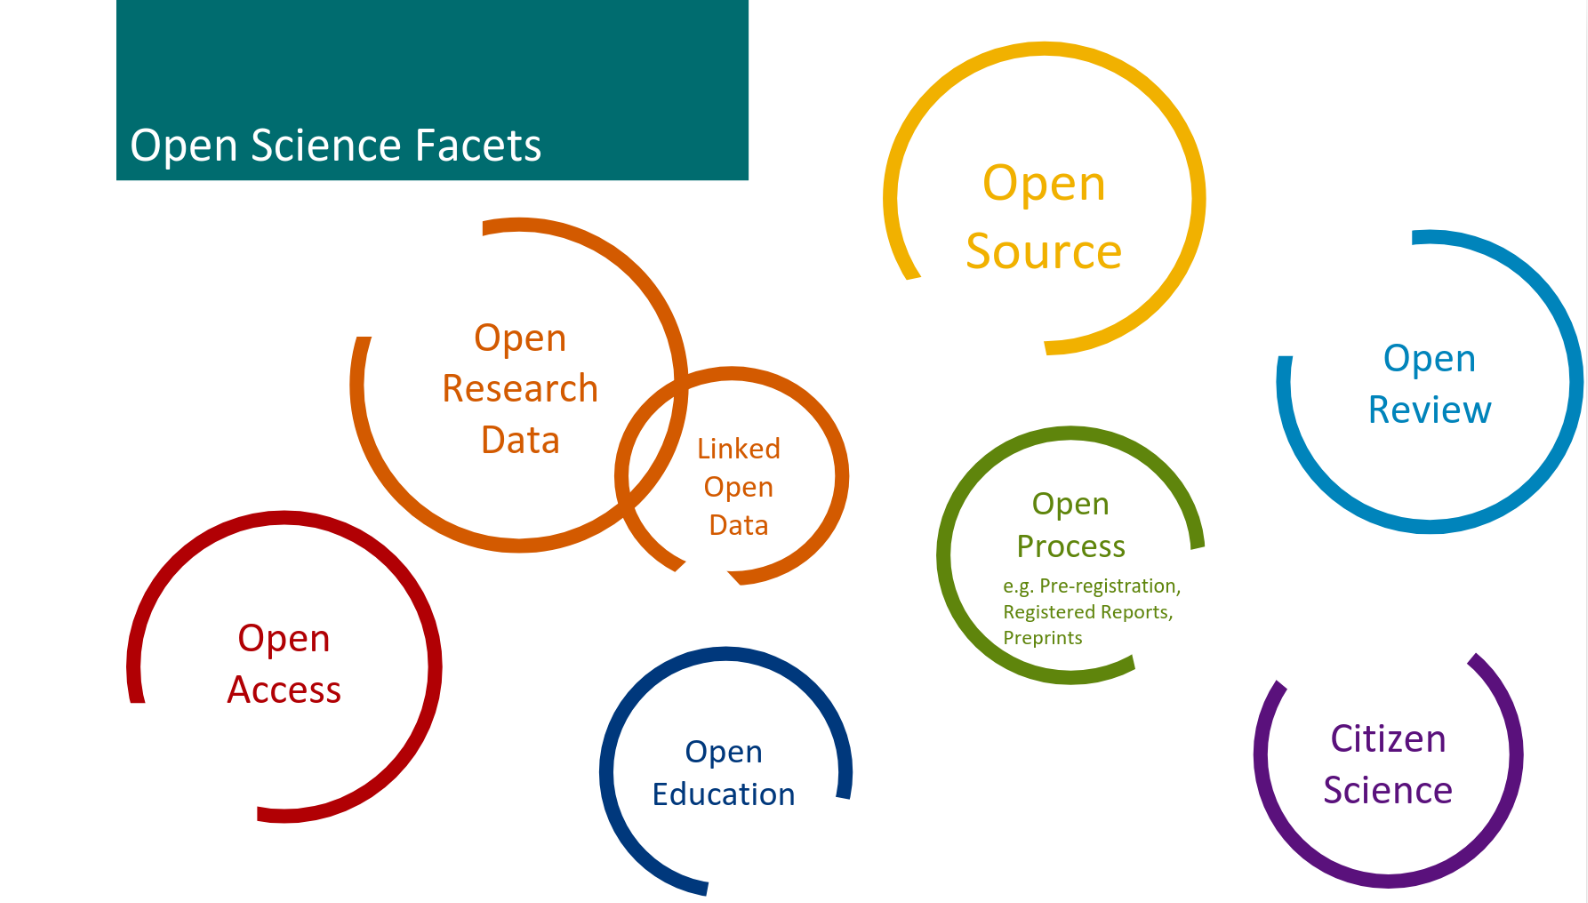 Open Science Facets
Open
Source
Open
Research
Data
Linked
Open
Data
Open
Review
Open
Process
e.g. Pre-registration,
Registered Reports,
Preprints
Open
Access
Open
Education
Citizen
Science